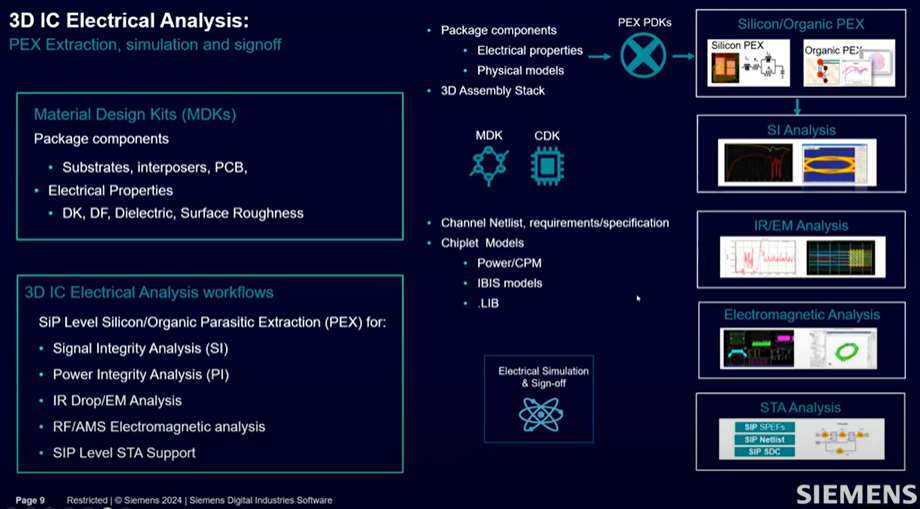 3D IC Electrical Analysis:
PEX Extraction, simulation and signoff
Material Design Kits (MDKs)
Package components
• Substrates, interposers, PCB,
• Electrical Properties
• DK, DF, Dielectric, Surface Roughness
3D IC Electrical Analysis workflows
SiP Level Silicon/Organic Parasitic Extraction (PEX) for:
• Signal Integrity Analysis (SI)
• Power Integrity Analysis (PI)
• IR Drop/EM Analysis
• RF/AMS Electromagnetic analysis
• SIP Level STA Support
• Package components
• Electrical properties
• Physical models
• 3D Assembly Stack
PEX PDKs
MDK
CDK
• Channel Netlist, requirements/specification
• Chiplet Models
• Power/CPM
• IBIS models
• .LIB
Electrical Simulation
& Sign-off
Silicon/Organic PEX
Silicon PEX
Organic PEX
SI Analysis
IR/EM Analysis
Electromagnetic Analysis
STA Analysis
SIP SPEFs
SIP Netlist
SIP SDC
Page 9
Restricted | © Siemens 2024 | Siemens Digital Industries Software
SIEMENS